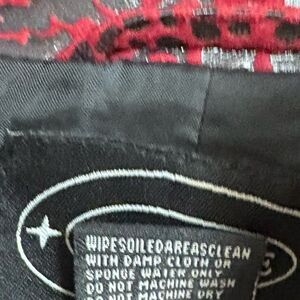 WIPESOILEDAREASCLEAN
WITH DAMP CLOTH OR
SPONGE WATER ONLY
DO NOT MACHINE WASH
DO NOT MACHINE DRY